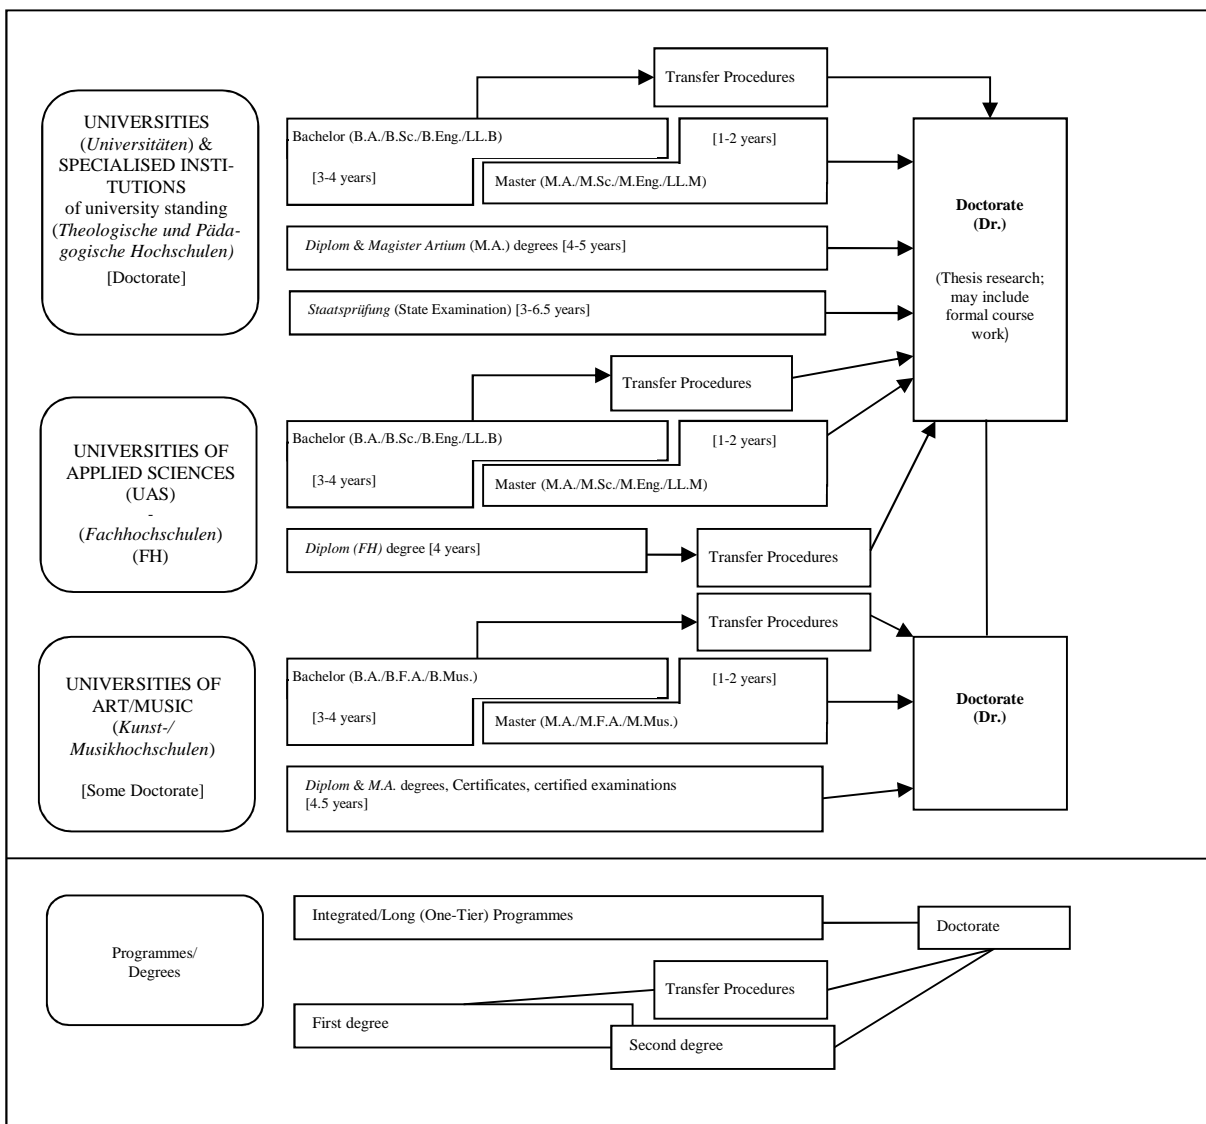 Transfer Procedures
UNIVERSITIES
(Universitäten) &
SPECIALISED INSTI-
TUTIONS
of university standing
(Theologische und Päda-
gogische Hochschulen)
[Doctorate]
Bachelor (B.A./B.Sc./B.Eng./LL.B)
[3-4 years]
[1-2 years]
Master (M.A./M.Sc./M.Eng./LL.M)
Diplom & Magister Artium (M.A.) degrees [4-5 years]
Staatsprüfung (State Examination) [3-6.5 years]
Doctorate
(Dr.)
(Thesis research;
may include
formal course
work)
Transfer Procedures
UNIVERSITIES OF
APPLIED SCIENCES
(UAS)
-
(Fachhochschulen)
(FH)
Bachelor (B.A./B.Sc./B.Eng./LL.B)
[3-4 years]
[1-2 years]
Master (M.A./M.Sc./M.Eng./LL.M)
Diplom (FH) degree [4 years]
Transfer Procedures
Transfer Procedures
UNIVERSITIES OF
ART/MUSIC
(Kunst-/
Musikhochschulen)
[Some Doctorate]
Bachelor (B.A./B.F.A./B.Mus.)
[3-4 years]
[1-2 years]
Master (M.A./M.F.A./M.Mus.)
Diplom & M.A. degrees, Certificates, certified examinations
[4.5 years]
Doctorate
(Dr.)
Programmes/
Degrees
Integrated/Long (One-Tier) Programmes
Doctorate
Transfer Procedures
First degree
Second degree